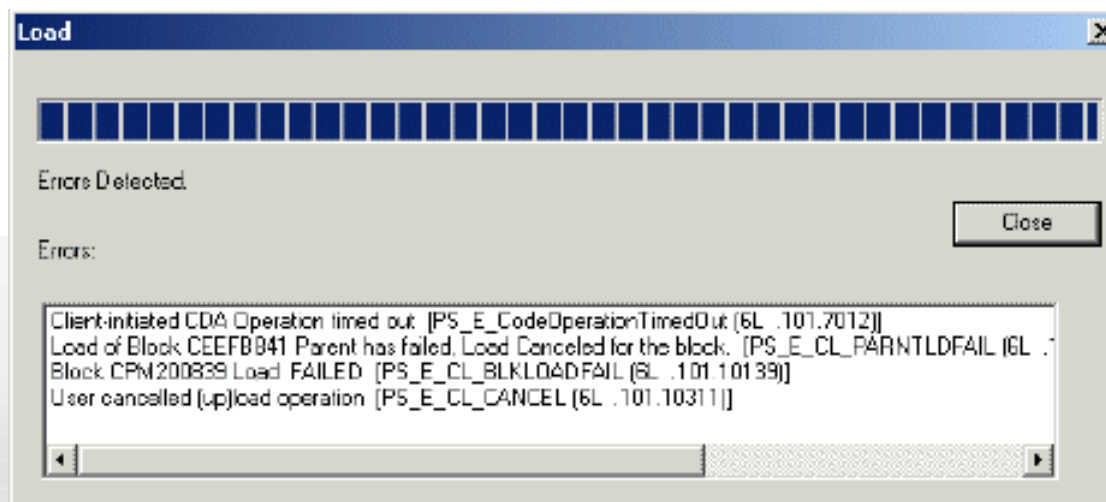 Load
Errors Detected.
Close
Errors:
Client-initiated CDA Operation timed out [PS_E_CodeOperationTimedOut (6L .101.7012)]
Load of Block CEEFBB41 Parent has failed, Load Canceled for the block. [PS_E_CL_PARNTLDFAIL (6L .1
Block CPM200839 Load FAILED [PS_E_CL_BLKLOADFAIL (6L .101.10139)]
User cancelled (up)load operation [PS_E_CL_CANCEL (6L .101.10311)]